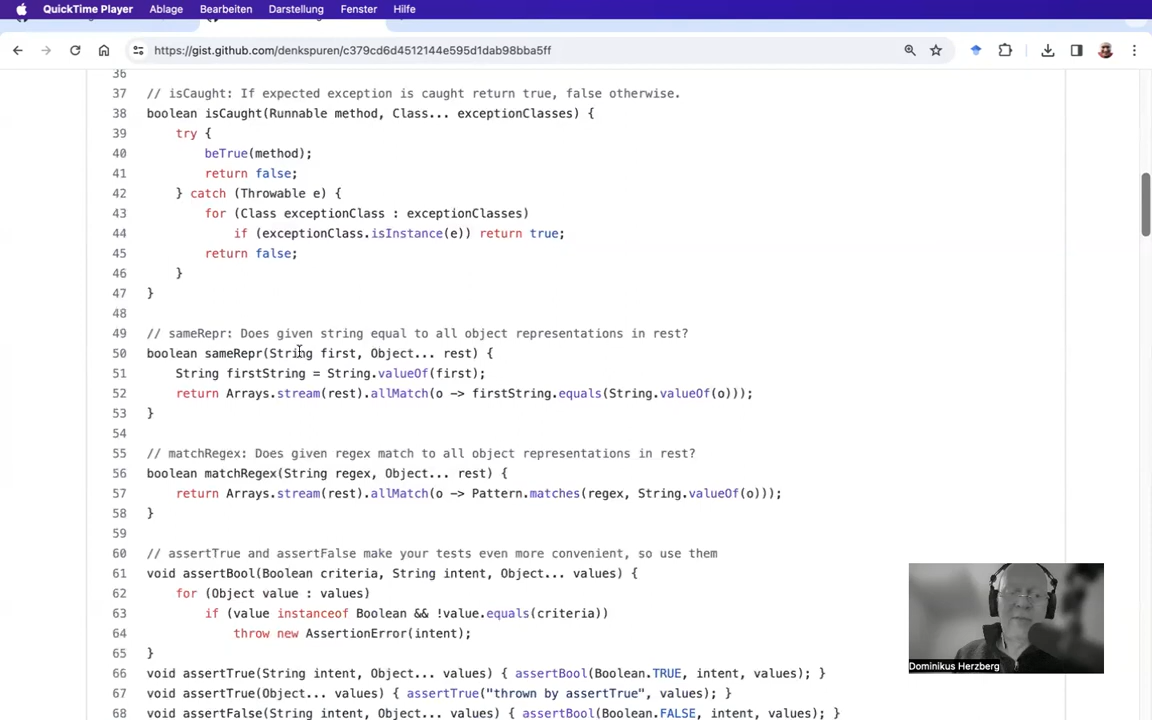 QuickTime Player Ablage Bearbeiten Darstellung Fenster Hilfe
https://gist.github.com/denkspuren/c379cd6d4512144e595d1dab98bba5ff
36
37 // isCaught: If expected exception is caught return true, false otherwise.
38 boolean isCaught(Runnable method, Class... exceptionClasses) {
39     try {
40         beTrue(method);
41         return false;
42     } catch (Throwable e) {
43         for (Class exceptionClass : exceptionClasses)
44             if (exceptionClass.isInstance(e)) return true;
45         return false;
46     }
47 }
48
49 // sameRepr: Does given string equal to all object representations in rest?
50 boolean sameRepr(String first, Object... rest) {
51     String firstString = String.valueOf(first);
52     return Arrays.stream(rest).allMatch(o -> firstString.equals(String.valueOf(o)));
53 }
54
55 // matchRegex: Does given regex match to all object representations in rest?
56 boolean matchRegex(String regex, Object... rest) {
57     return Arrays.stream(rest).allMatch(o -> Pattern.matches(regex, String.valueOf(o)));
58 }
59
60 // assertTrue and assertFalse make your tests even more convenient, so use them
61 void assertBool(Boolean criteria, String intent, Object... values) {
62     for (Object value : values)
63         if (value instanceof Boolean && !value.equals(criteria))
64             throw new AssertionError(intent);
65 }
66 void assertTrue(String intent, Object... values) { assertBool(Boolean.TRUE, intent, values); }
67 void assertTrue(Object... values) { assertTrue("thrown by assertTrue", values); }
68 void assertFalse(String intent, Object... values) { assertBool(Boolean.FALSE, intent, values); }
Dominikus Herzberg